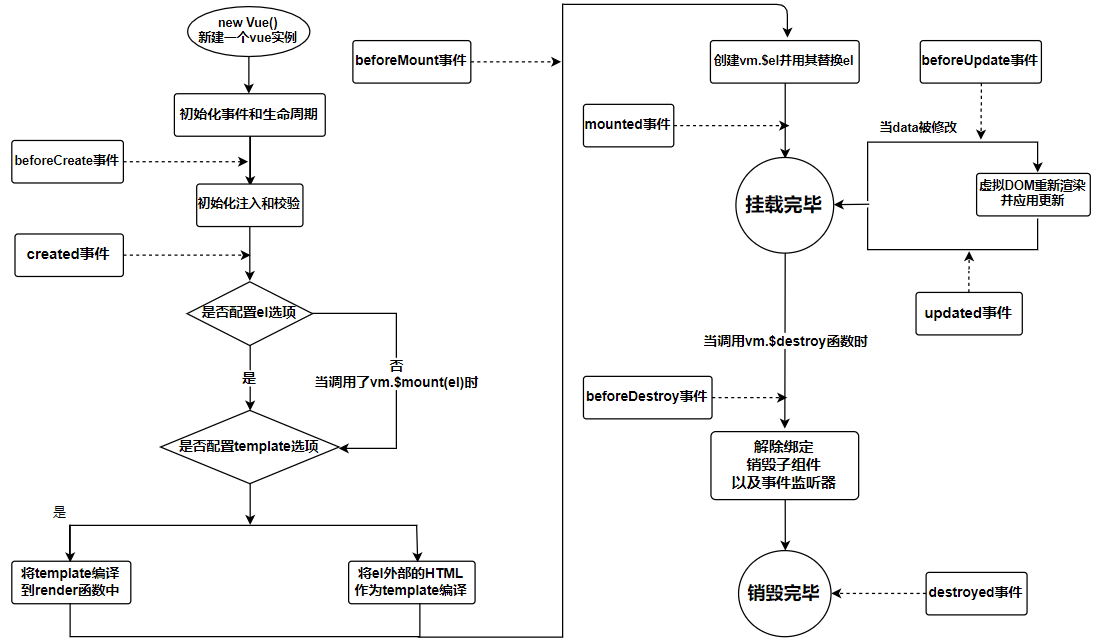 new Vue()
新建一个vue实例
初始化事件和生命周期
beforeCreate事件
初始化注入和校验
created事件
是否配置el选项
是
否
当调用了vm.$mount(el)时
是否配置template选项
是
将template编译
到render函数中
将el外部的HTML
作为template编译
beforeMount事件
创建vm.$el并用其替换el
mounted事件
挂载完毕
beforeUpdate事件
当data被修改
虚拟DOM重新渲染
并应用更新
updated事件
当调用vm.$destroy函数时
beforeDestroy事件
解除绑定
销毁子组件
以及事件监听器
销毁完毕
destroyed事件